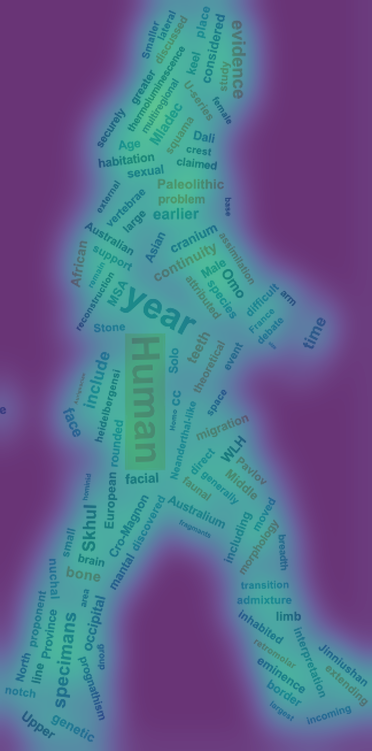 Smaller
lateral
discussed
place
considered
evidence
greater
thermoluminescence
multiregional
keel
study
securely
Mladec
U-series
female
squama
Dali
Age
crest
habitation
claimed
sexual
Paleolithic
external
vertebrae
problem
base
large
earlier
Australian
Asian
cranium
assimilation
African
support
continuity
remain
Male
Omo
reconstruction
MSA
year
attributed
species
difficult
arm
France
debate
time
Stone
Human
Solo
teeth
theoretical
event
include
face
heidelbergensi
CC
Homo
space
Neanderthal-like
migration
rounded
WLH
facial
direct
Pavlov
generally
Middle
faunal
hominid
European
Skhul
Cro-Magnon
discovered
Australium
fragments
including
moved
morphology
breadth
small
brain
bone
mantal
nuchal
transition
admixture
area
Occipital
limb
inhabited
proponent
Province
specimans
group
retromolar
interpretation
Jinniushan
North
line
prognathism
eminence
extending
notch
border
largest
incoming
Upper
genetic
e